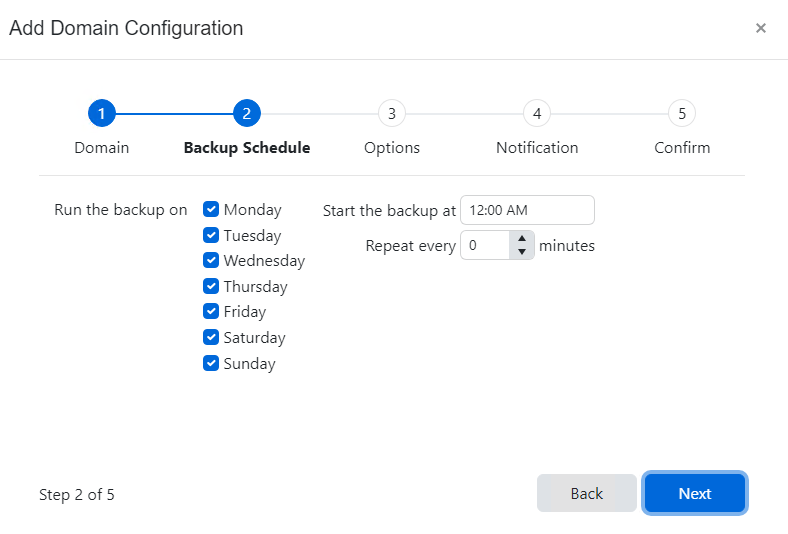 Add Domain Configuration ×
1 2 3 4 5
Domain Backup Schedule Options Notification Confirm
Run the backup on Monday Start the backup at 12:00 AM
Tuesday
Repeat every 0 minutes
Wednesday
Thursday
Friday
Saturday
Sunday
Step 2 of 5 Back Next